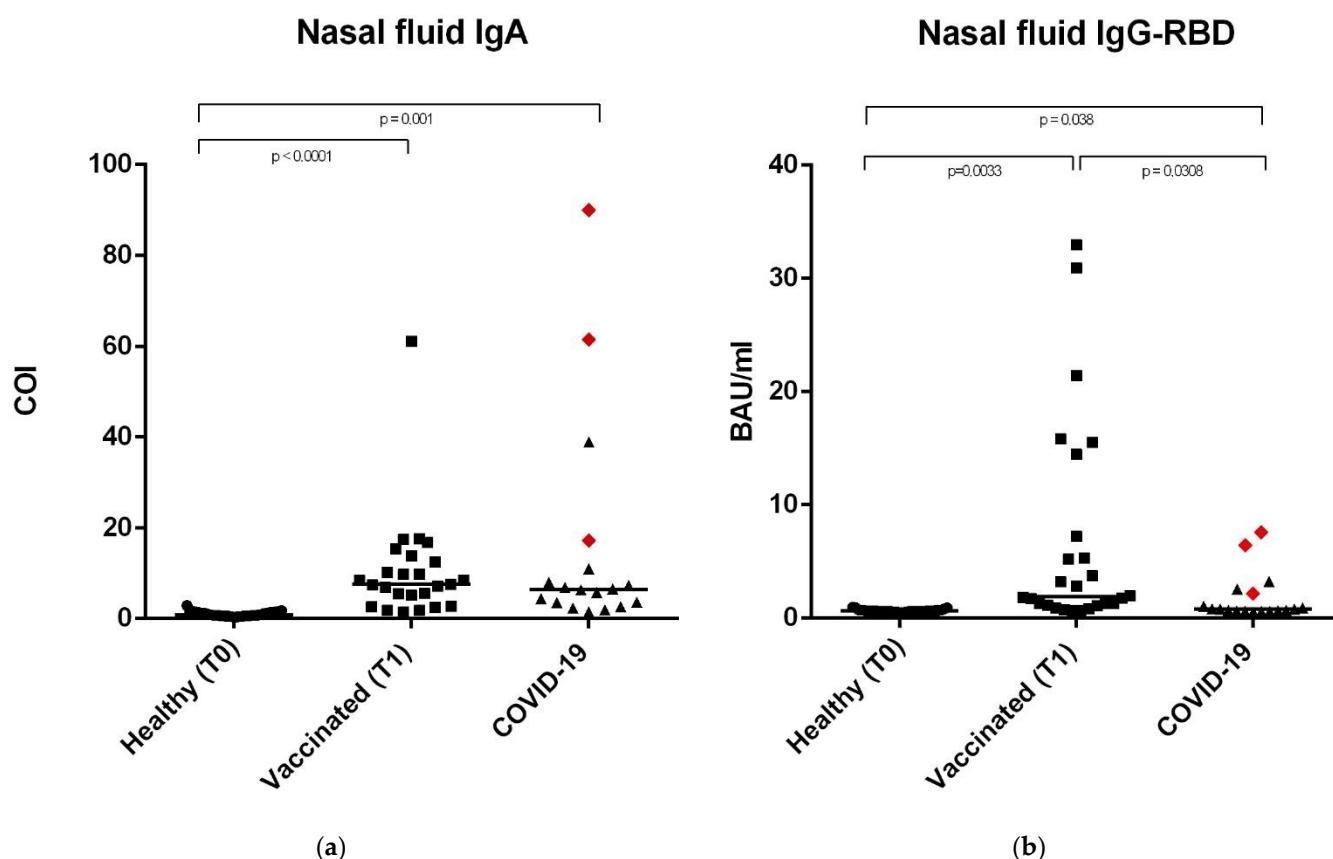 Nasal fluid IgA
p = 0.001
p < 0.0001
100
80
60
40
20
0
COI
Healthy (T0)
Vaccinated (T1)
COVID-19
(a)
Nasal fluid IgG-RBD
p = 0.038
p=0.0033
p = 0.0308
40
30
20
10
0
BAU/ml
Healthy (T0)
Vaccinated (T1)
COVID-19
(b)